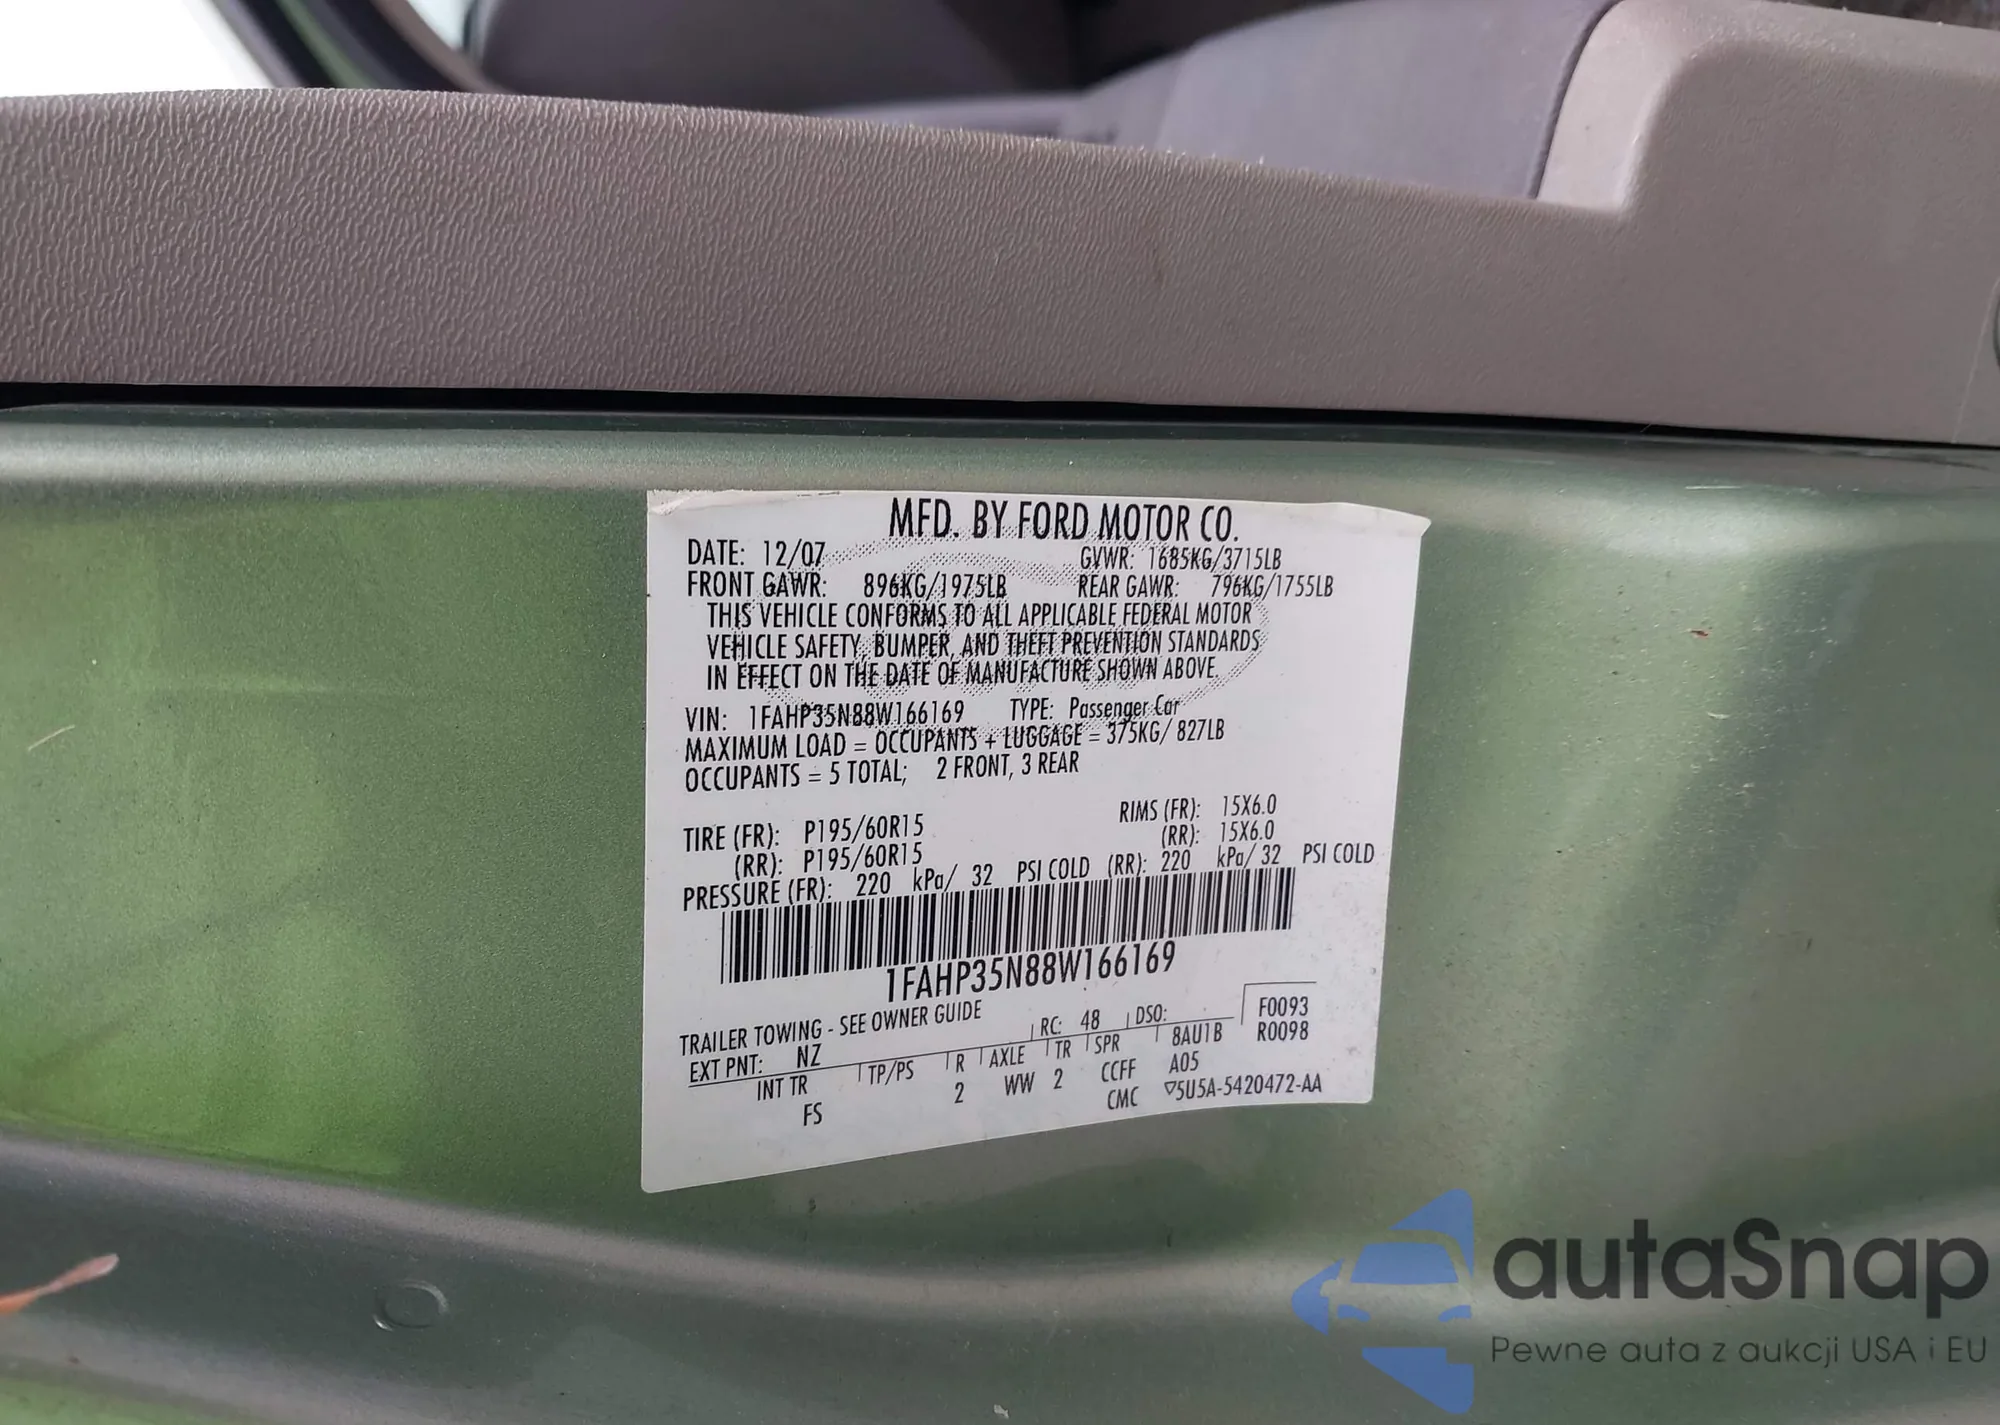 MFD. BY FORD MOTOR CO.
DATE: 12/07 GVWR: 1685KG/3715LB
FRONT GAWR: 896KG/1975LB REAR GAWR: 796KG/1755LB
THIS VEHICLE CONFORMS TO ALL APPLICABLE FEDERAL MOTOR
VEHICLE SAFETY, BUMPER, AND THEFT PREVENTION STANDARDS
IN EFFECT ON THE DATE OF MANUFACTURE SHOWN ABOVE.
VIN: 1FAHP35N88W166169 TYPE: Passenger Car
MAXIMUM LOAD = OCCUPANTS + LUGGAGE = 375KG/ 827LB
OCCUPANTS = 5 TOTAL; 2 FRONT, 3 REAR
TIRE (FR): P195/60R15 RIMS (FR): 15X6.0
(RR): P195/60R15 (RR): 15X6.0
PRESSURE (FR): 220 kPa/ 32 PSI COLD (RR): 220 kPa/ 32 PSI COLD
1FAHP35N88W166169
TRAILER TOWING - SEE OWNER GUIDE
EXT PNT: NZ RC: 48 DSO: F0093
R0098
INT TR TP/PS R AXLE TR SPR 8AU1B
FS 2 WW 2 CCFF A05
CMC ▽5U5A-5420472-AA
autaSnap
Pewne auta z aukcji USA i EU